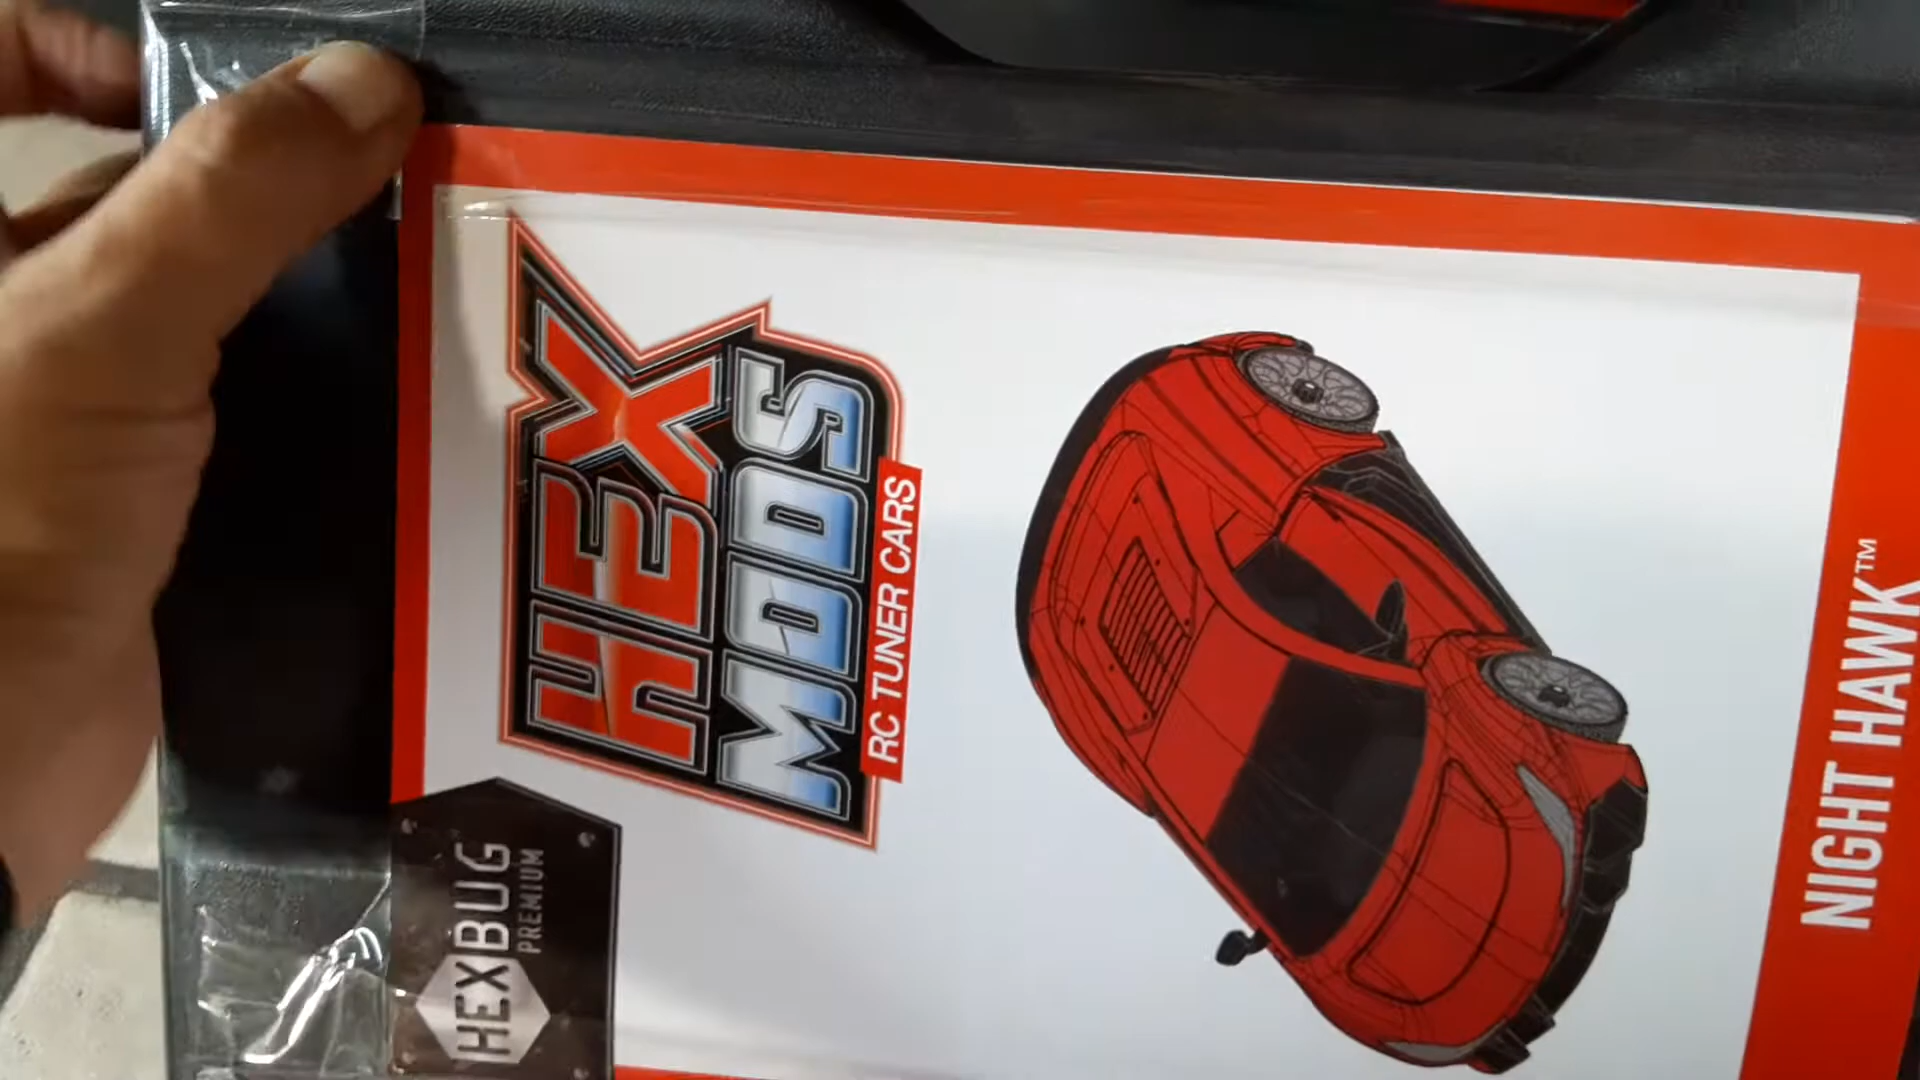 HEX
MODS
RC TUNER CARS
HEXBUG
PREMIUM
NIGHT HAWK™